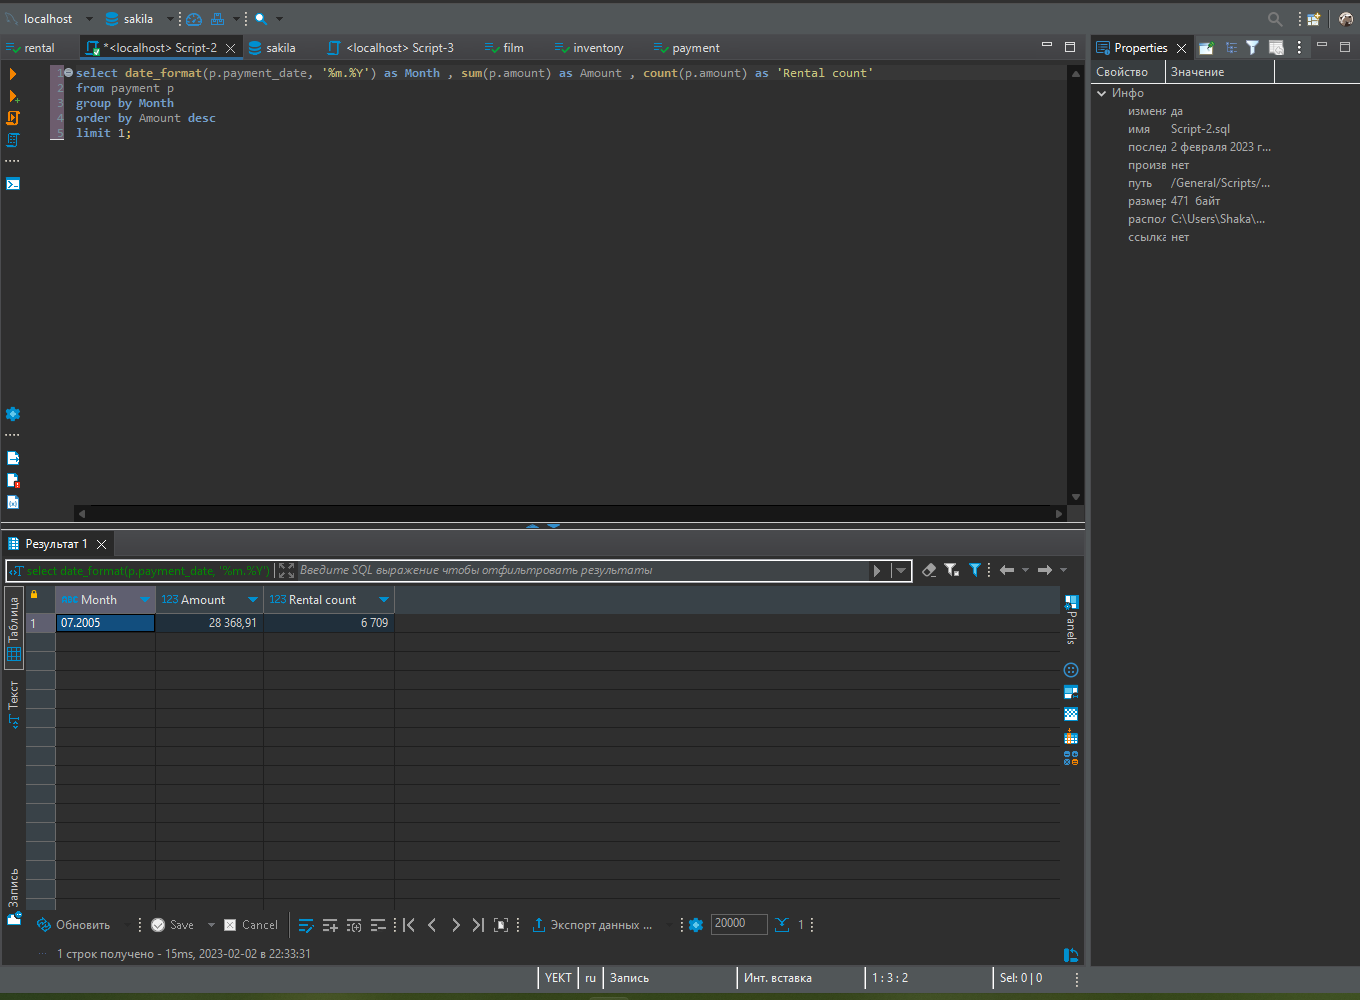 localhost sakila
rental *<localhost> Script-2 sakila <localhost> Script-3 film inventory payment
1 select date_format(p.payment_date, '%m.%Y') as Month , sum(p.amount) as Amount , count(p.amount) as 'Rental count'
2 from payment p
3 group by Month
4 order by Amount desc
5 limit 1;
Properties
Свойство Значение
Инфо
изменя да
имя Script-2.sql
послед 2 февраля 2023 г...
произв нет
путь /General/Scripts/...
размер 471 байт
распол C:\Users\Shaka\...
ссылка нет
Результат 1
select date_format(p.payment_date, '%m.%Y') Введите SQL выражение чтобы отфильтровать результаты
Таблица
Текст
Запись
ABC Month 123 Amount 123 Rental count
1 07.2005 28 368,91 6 709
Panels
Обновить Save Cancel Экспорт данных ... 20000 1
1 строк получено - 15ms, 2023-02-02 в 22:33:31
YEKT ru Запись Инт. вставка 1 : 3 : 2 Sel: 0 | 0